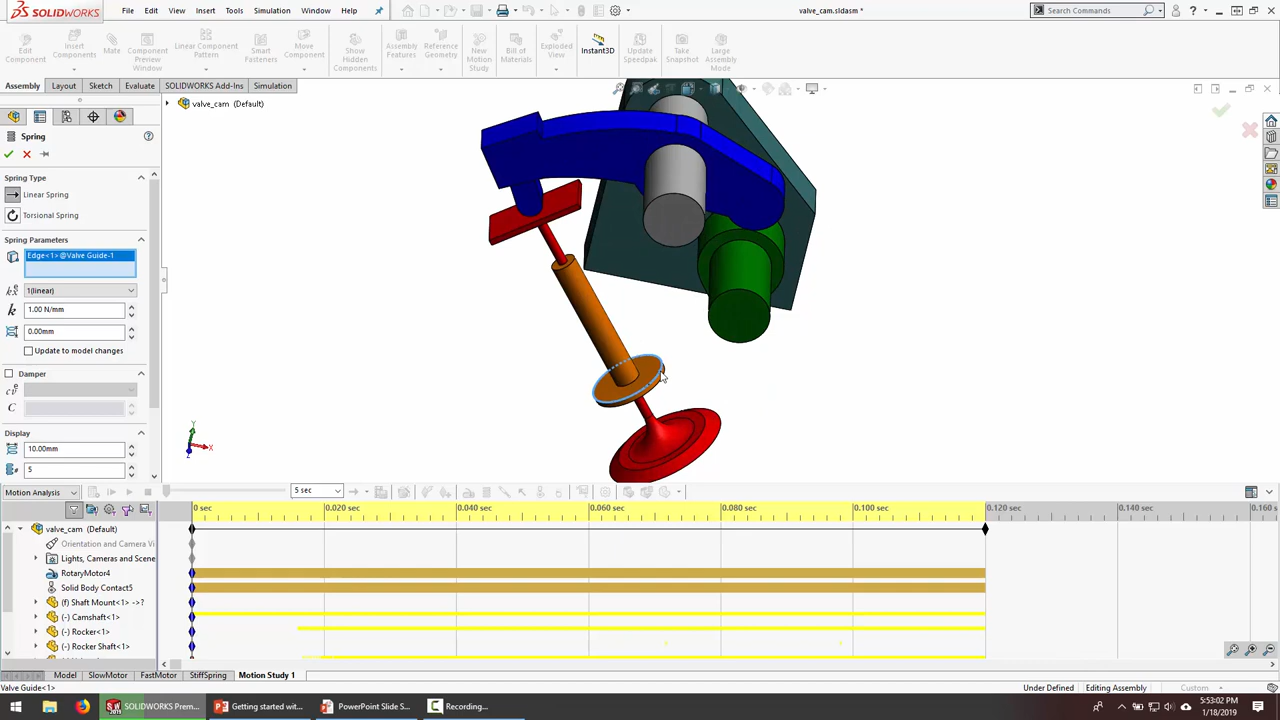 SOLIDWORKS File Edit View Insert Tools Simulation Window Help valve_cam.sldasm * Search Commands
Edit Component
Insert Components
Mate
Component Preview Window
Linear Component Pattern
Smart Fasteners
Move Component
Show Hidden Components
Assembly Features
Reference Geometry
New Motion Study
Bill of Materials
Exploded View
Instant3D
Update Speedpak
Take Snapshot
Large Assembly Mode
Assembly Layout Sketch Evaluate SOLIDWORKS Add-Ins Simulation
valve_cam (Default)
Spring
Spring Type
Linear Spring
Torsional Spring
Spring Parameters
Edge<1>@Valve Guide-1
1(linear)
k 1.00 N/mm
0.00mm
Update to model changes
Damper
C
Display
10.00mm
5
X
Motion Analysis 5 sec
0 sec 0.020 sec 0.040 sec 0.060 sec 0.080 sec 0.100 sec 0.120 sec 0.140 sec 0.160 s
valve_cam (Default)
Orientation and Camera Vi
Lights, Cameras and Scene
RotaryMotor4
Solid Body Contact5
(f) Shaft Mount<1> ->?
(-) Camshaft<1>
(-) Rocker<1>
(-) Rocker Shaft<1>
Model SlowMotor FastMotor StiffSpring Motion Study 1
Valve Guide<1> Under Defined Editing Assembly Custom
SOLIDWORKS Prem... Getting started wit... PowerPoint Slide S... Recording...
5:53:02 PM
1/18/2019